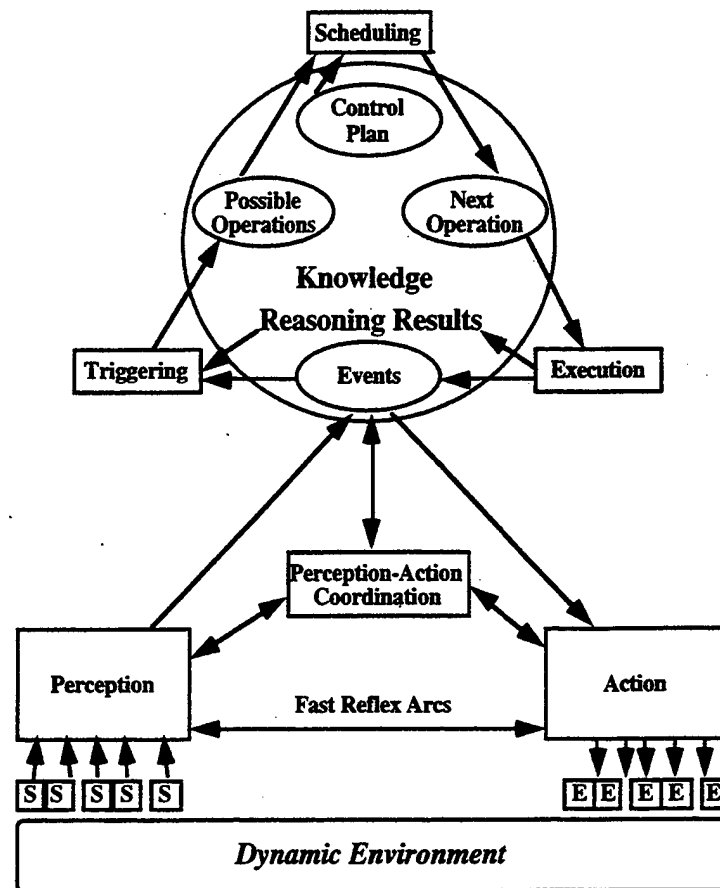 Scheduling
Control
Plan
Possible
Operations
Next
Operation
Knowledge
Reasoning Results
Triggering
Events
Execution
Perception-Action
Coordination
Perception
Action
Fast Reflex Arcs
S S S S S
E E E E E
Dynamic Environment